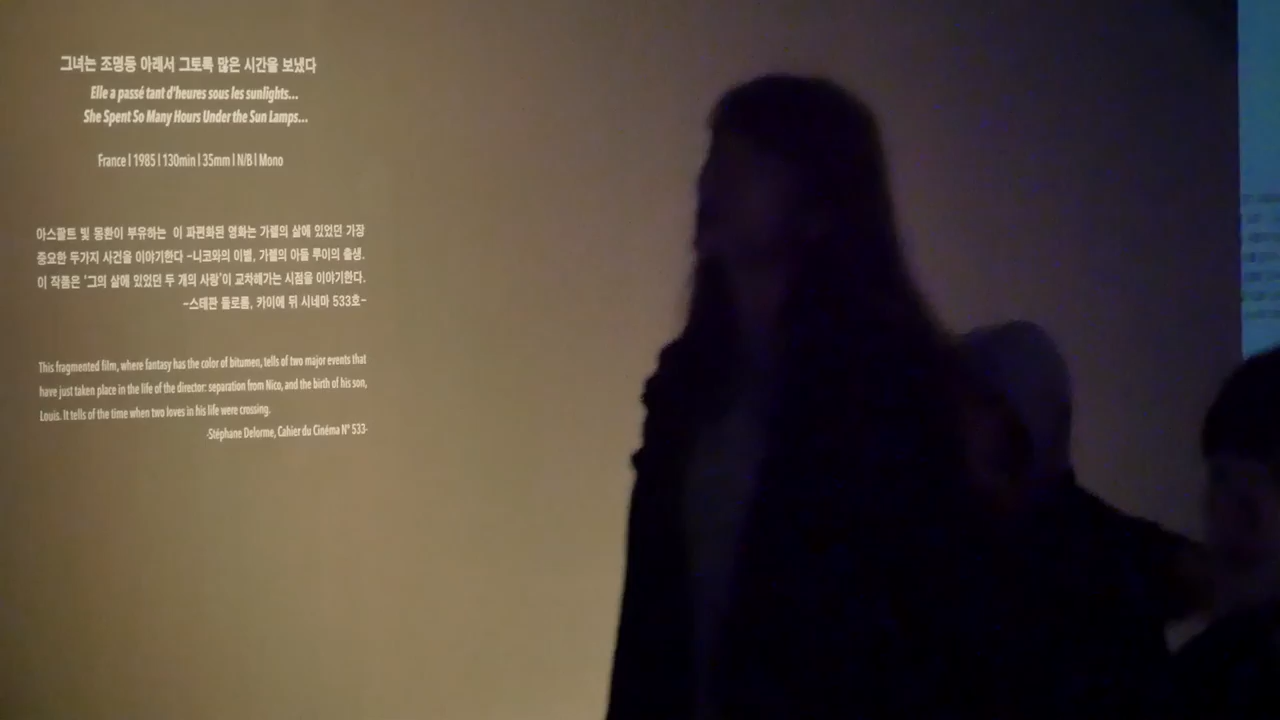 그녀는 조명등 아래서 그토록 많은 시간을 보냈다
Elle a passé tant d'heures sous les sunlights...
She Spent So Many Hours Under the Sun Lamps...
France | 1985 | 130min | 35mm | N/B | Mono
아스팔트 빛 몽환이 부유하는 이 파편화된 영화는 가렐의 삶에 있었던 가장
중요한 두가지 사건을 이야기한다 -니코와의 이별, 가렐의 아들 루이의 출생.
이 작품은 '그의 삶에 있었던 두 개의 사랑'이 교차해가는 시점을 이야기한다.
-스테판 들로롬, 카이에 뒤 시네마 533호-
This fragmented film, where fantasy has the color of bitumen, tells of two major events that
have just taken place in the life of the director: separation from Nico, and the birth of his son,
Louis. It tells of the time when two loves in his life were crossing.
-Stéphane Delorme, Cahier du Cinéma N° 533-